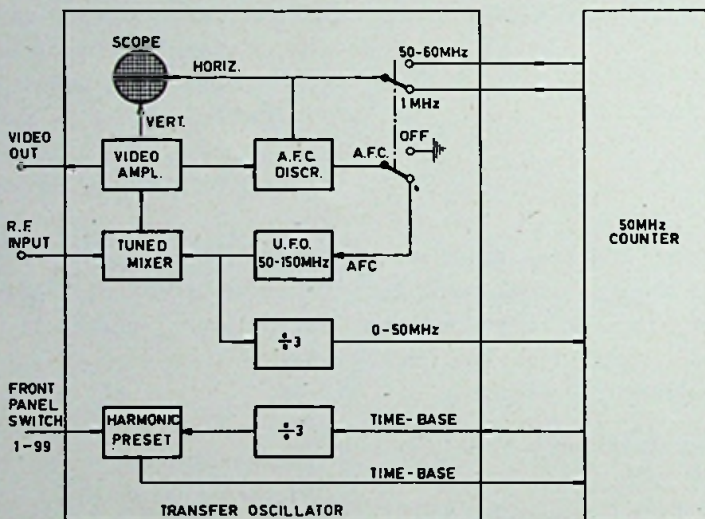 SCOPE
HORIZ.
50-60MHz
1MHz
VERT.
OFF
VIDEO
OUT
VIDEO
AMPL.
A.F.C.
DISCR.
A.F.C.
R.F.
INPUT
TUNED
MIXER
U.F.O.
50-150MHz
AFC
50MHz
COUNTER
÷3
0-50MHz
FRONT
PANEL
SWITCH
1-99
HARMONIC
PRESET
÷3
TIME-BASE
TIME-BASE
TRANSFER OSCILLATOR